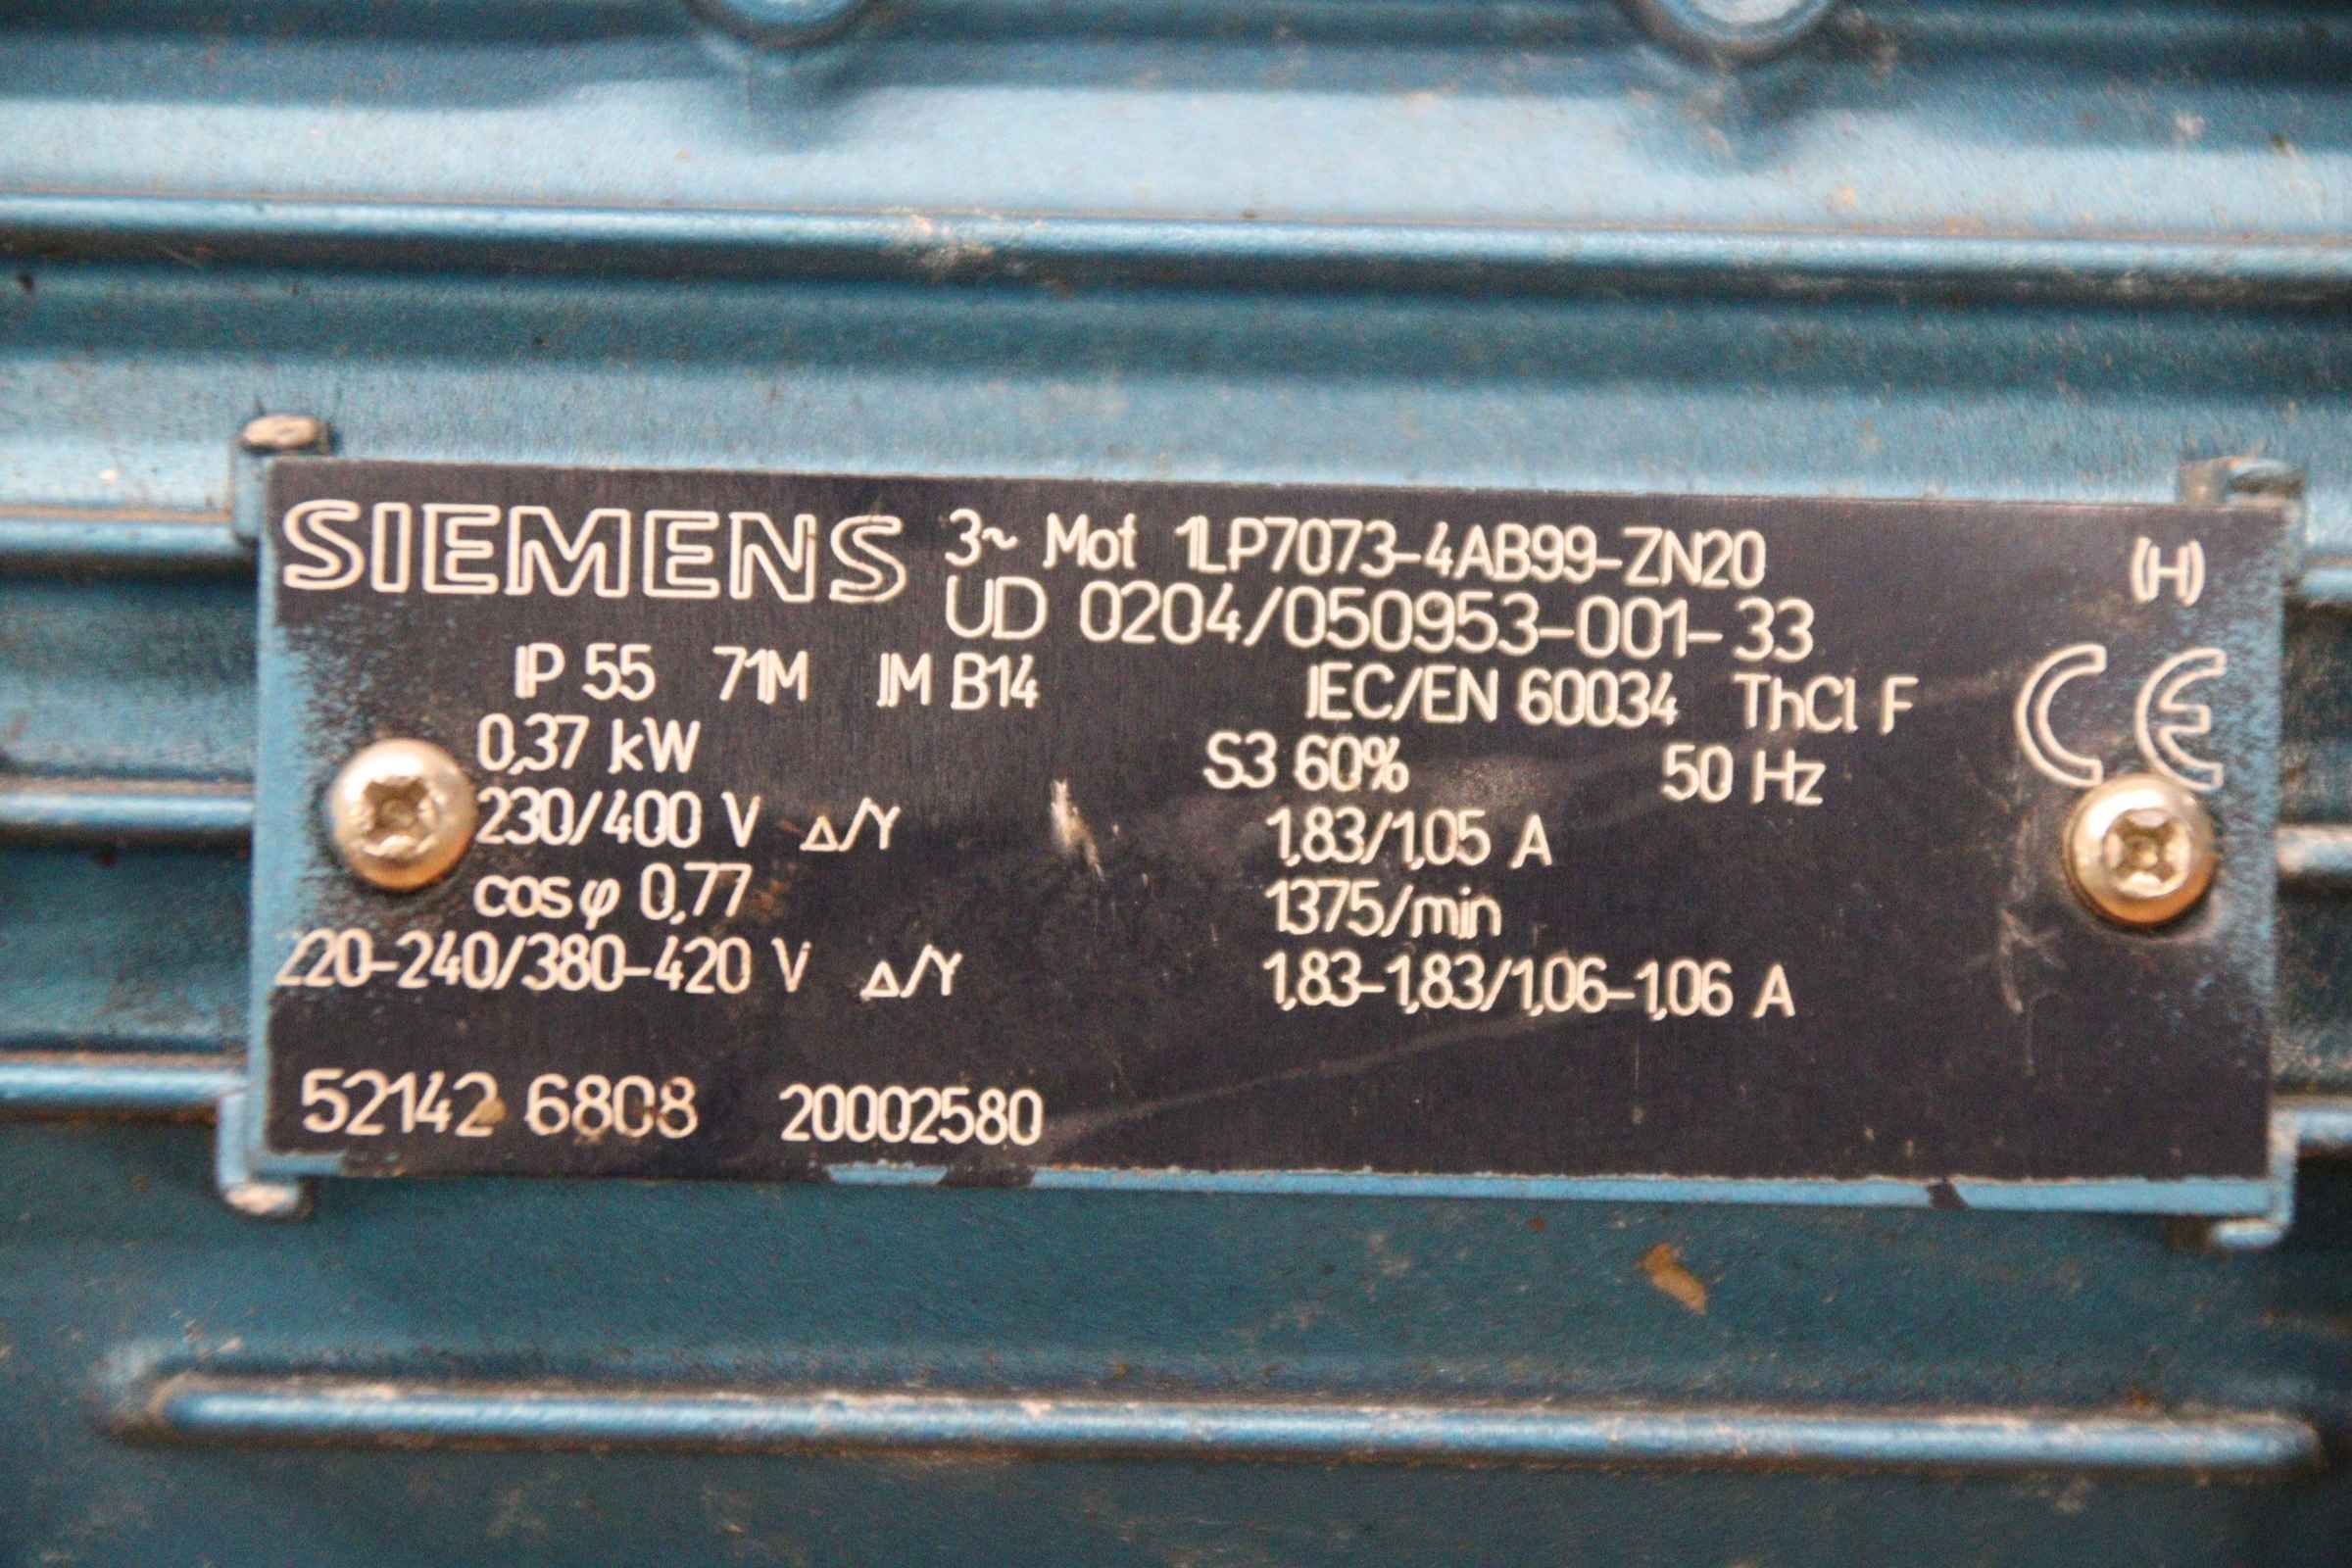 SIEMENS 3~ Mot 1LP7073-4AB99-ZN20 (H)
UD 0204/050953-001-33
IP 55 71M IM B14 IEC/EN 60034 ThCl F CE
0,37 kW S3 60% 50 Hz
230/400 V Δ/Y 1,83/1,05 A
cos φ 0,77 1375/min
220-240/380-420 V Δ/Y 1,83-1,83/1,06-1,06 A
52142 6808 20002580